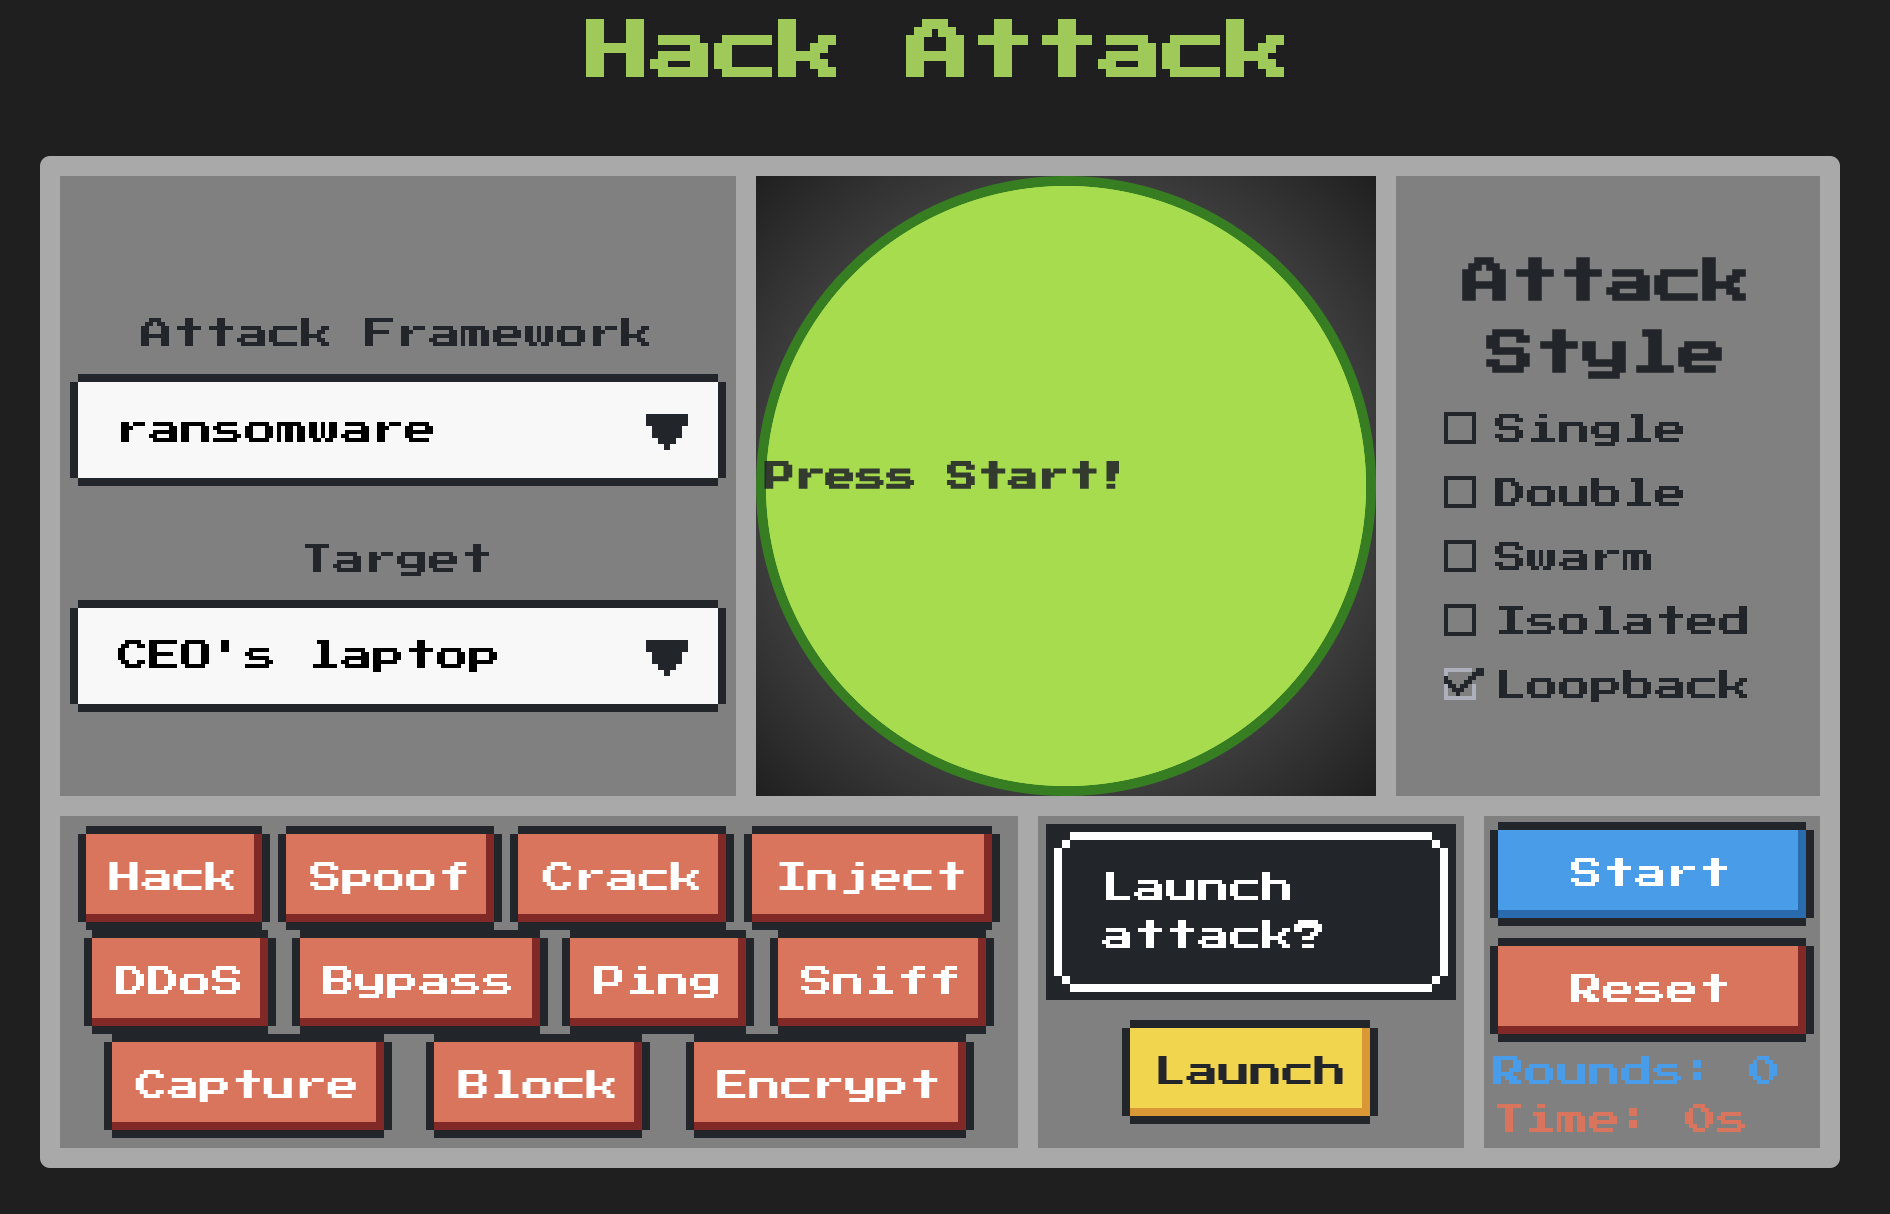 Hack Attack
Attack Framework
ransomware
Target
CEO's laptop
Press Start!
Attack
Style
Single
Double
Swarm
Isolated
Loopback
Hack Spoof Crack Inject
DDoS Bypass Ping Sniff
Capture Block Encrypt
Launch
attack?
Launch
Start
Reset
Rounds: 0
Time: 0s